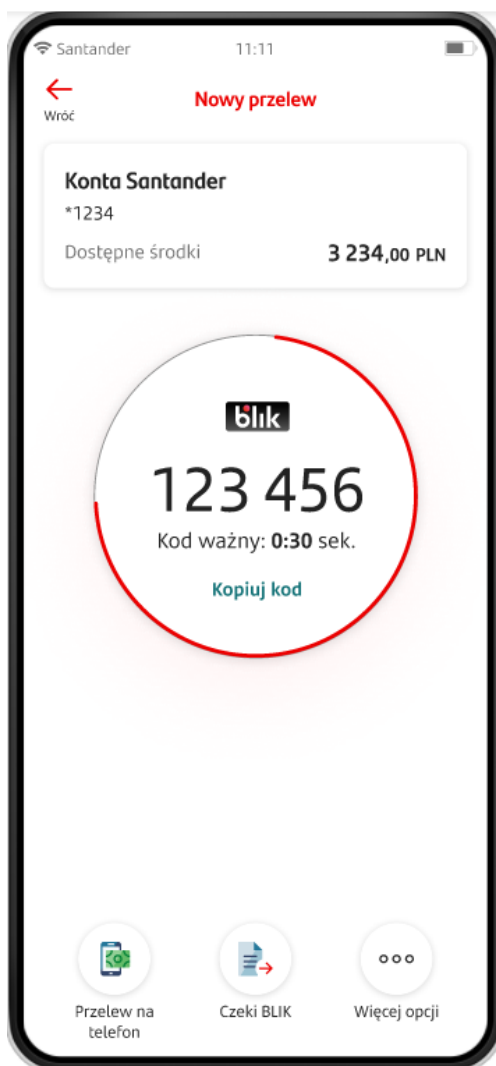 Santander 11:11
Wróć
Nowy przelew
Konta Santander
*1234
Dostępne środki 3 234,00 PLN
blik
123 456
Kod ważny: 0:30 sek.
Kopiuj kod
Przelew na telefon
Czeki BLIK
Więcej opcji